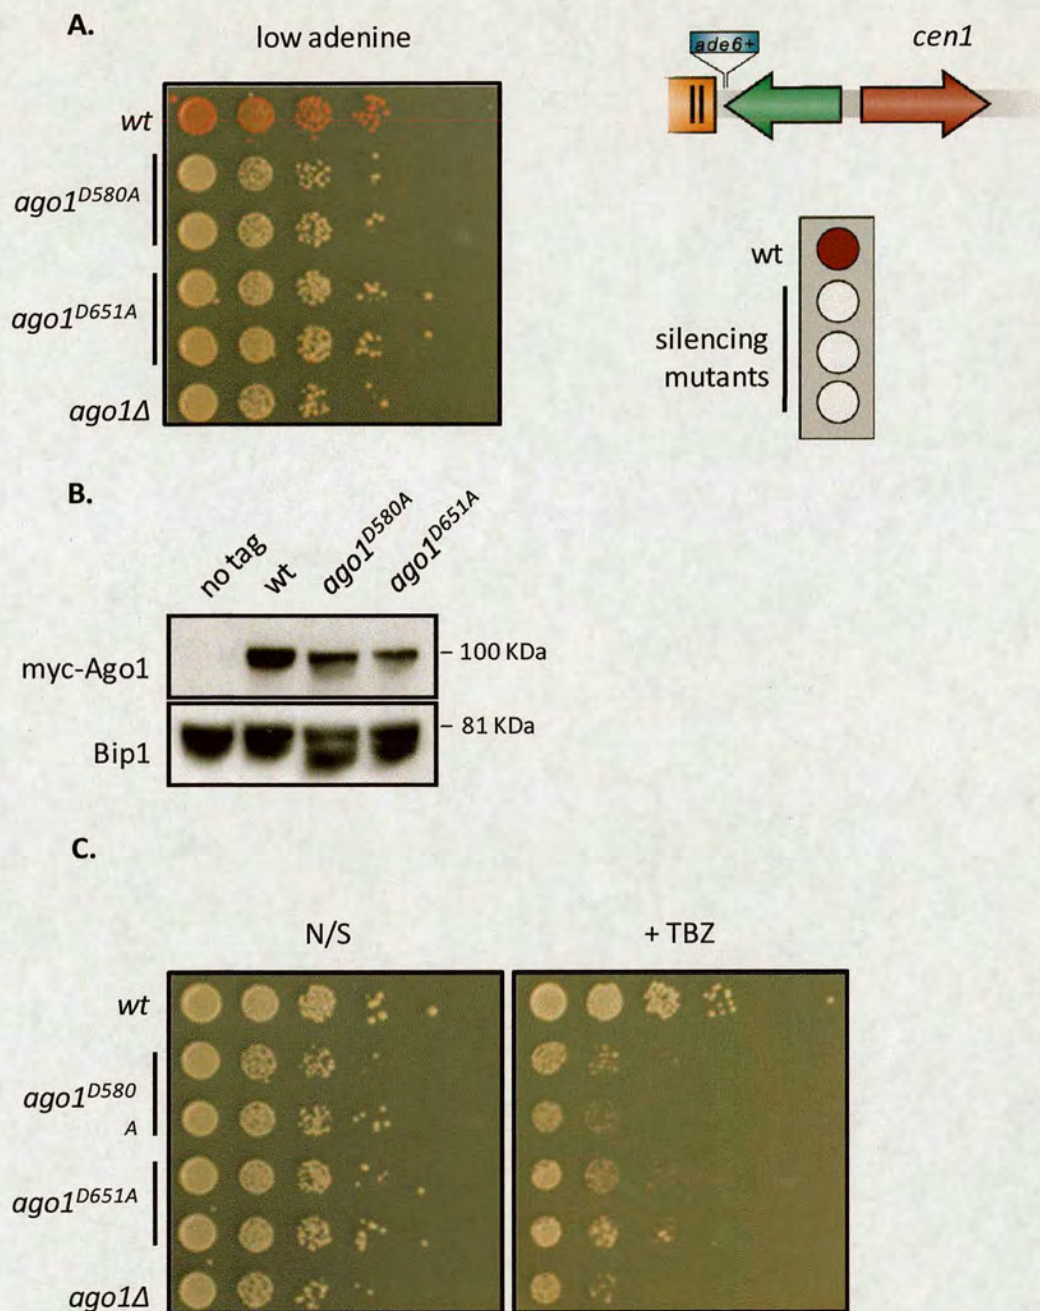 A.
low adenine
ade6+
cen1
II
wt
ago1D580A
ago1D651A
ago1Δ
wt
silencing
mutants
B.
no tag
wt
ago1D580A
ago1D651A
myc-Ago1
– 100 KDa
Bip1
– 81 KDa
C.
N/S
+ TBZ
wt
ago1D580
A
ago1D651A
ago1Δ